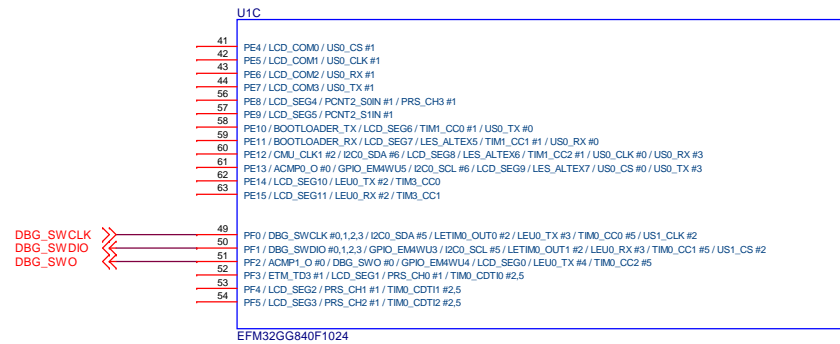 U1C
41 PE4 / LCD_COM0 / US0_CS #1
42 PE5 / LCD_COM1 / US0_CLK #1
43 PE6 / LCD_COM2 / US0_RX #1
44 PE7 / LCD_COM3 / US0_TX #1
56 PE8 / LCD_SEG4 / PCNT2_S0IN #1 / PRS_CH3 #1
57 PE9 / LCD_SEG5 / PCNT2_S1IN #1
58 PE10 / BOOTLOADER_TX / LCD_SEG6 / TIM1_CC0 #1 / US0_TX #0
59 PE11 / BOOTLOADER_RX / LCD_SEG7 / LES_ALTEX5 / TIM1_CC1 #1 / US0_RX #0
60 PE12 / CMU_CLK1 #2 / I2C0_SDA #6 / LCD_SEG8 / LES_ALTEX6 / TIM1_CC2 #1 / US0_CLK #0 / US0_RX #3
61 PE13 / ACMP0_O #0 / GPIO_EM4WU5 / I2C0_SCL #6 / LCD_SEG9 / LES_ALTEX7 / US0_CS #0 / US0_TX #3
62 PE14 / LCD_SEG10 / LEU0_TX #2 / TIM3_CC0
63 PE15 / LCD_SEG11 / LEU0_RX #2 / TIM3_CC1
DBG_SWCLK 49 PF0 / DBG_SWCLK #0,1,2,3 / I2C0_SDA #5 / LETIM0_OUT0 #2 / LEU0_TX #3 / TIM0_CC0 #5 / US1_CLK #2
DBG_SWDIO 50 PF1 / DBG_SWDIO #0,1,2,3 / GPIO_EM4WU3 / I2C0_SCL #5 / LETIM0_OUT1 #2 / LEU0_RX #3 / TIM0_CC1 #5 / US1_CS #2
DBG_SWO 51 PF2 / ACMP1_O #0 / DBG_SWO #0 / GPIO_EM4WU4 / LCD_SEG0 / LEU0_TX #4 / TIM0_CC2 #5
52 PF3 / ETM_TD3 #1 / LCD_SEG1 / PRS_CH0 #1 / TIM0_CDTI0 #2,5
53 PF4 / LCD_SEG2 / PRS_CH1 #1 / TIM0_CDTI1 #2,5
54 PF5 / LCD_SEG3 / PRS_CH2 #1 / TIM0_CDTI2 #2,5
EFM32GG840F1024